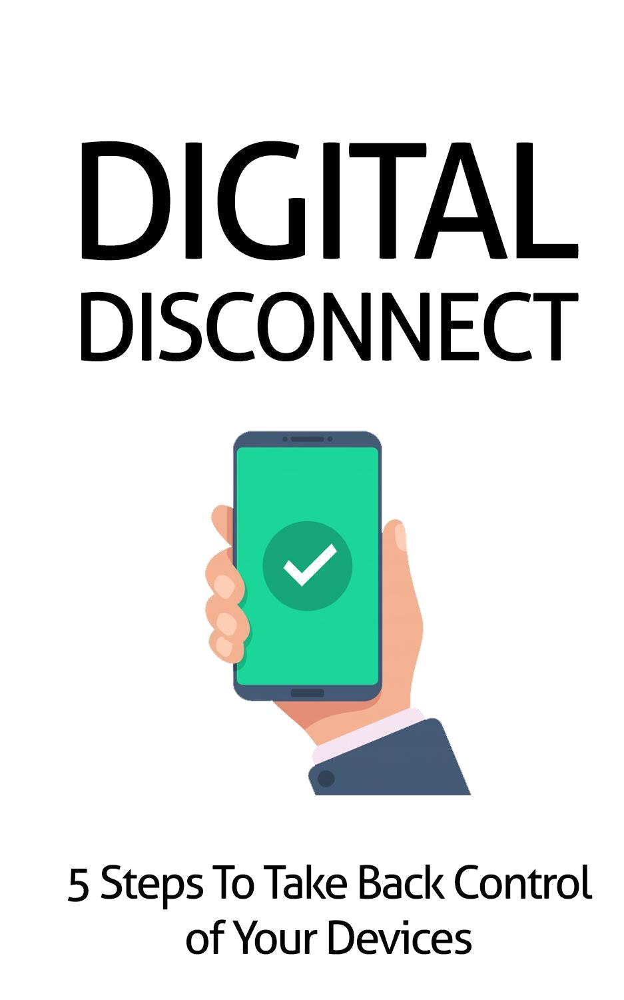 DIGITAL
DISCONNECT
5 Steps To Take Back Control
of Your Devices